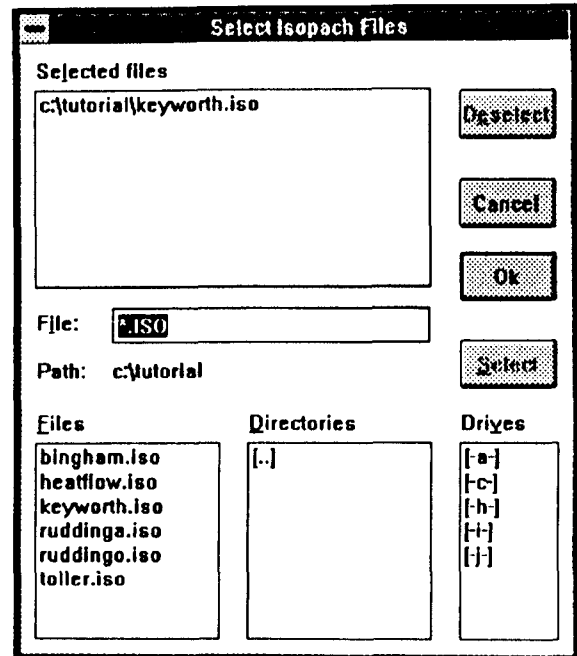 Select Isopach Files
Selected files
c:\tutorial\keyworth.iso
Deselect
Cancel
Ok
File: *.ISO
Path: c:\tutorial
Select
Files
bingham.iso
heatflow.iso
keyworth.iso
ruddinga.iso
ruddingo.iso
toller.iso
Directories
[..]
Drives
[-a-]
[-c-]
[-h-]
[-i-]
[-j-]